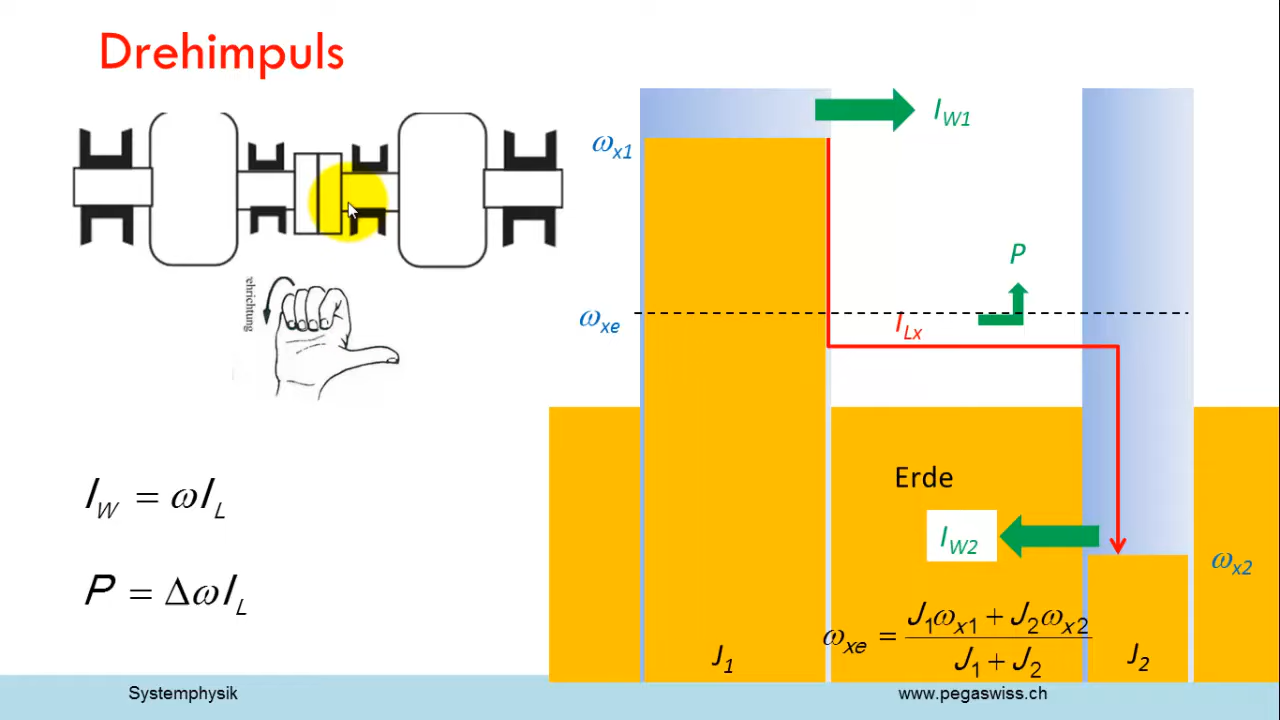 Drehimpuls
I_W1
ω_x1
P
ω_xe
I_Lx
ehrichtung
I_W = ωI_L
Erde
I_W2
ω_x2
P = ΔωI_L
ω_xe = (J_1ω_x1 + J_2ω_x2) / (J_1 + J_2)
J_1
J_2
Systemphysik
www.pegaswiss.ch